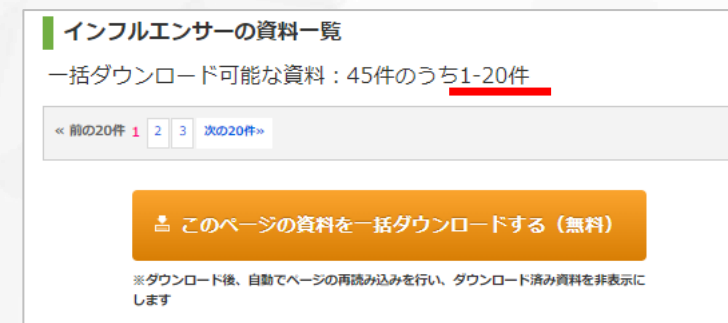 インフルエンサーの資料一覧
一括ダウンロード可能な資料：45件のうち1-20件
« 前の20件 1 2 3 次の20件»
このページの資料を一括ダウンロードする（無料）
※ダウンロード後、自動でページの再読み込みを行い、ダウンロード済み資料を非表示に
します